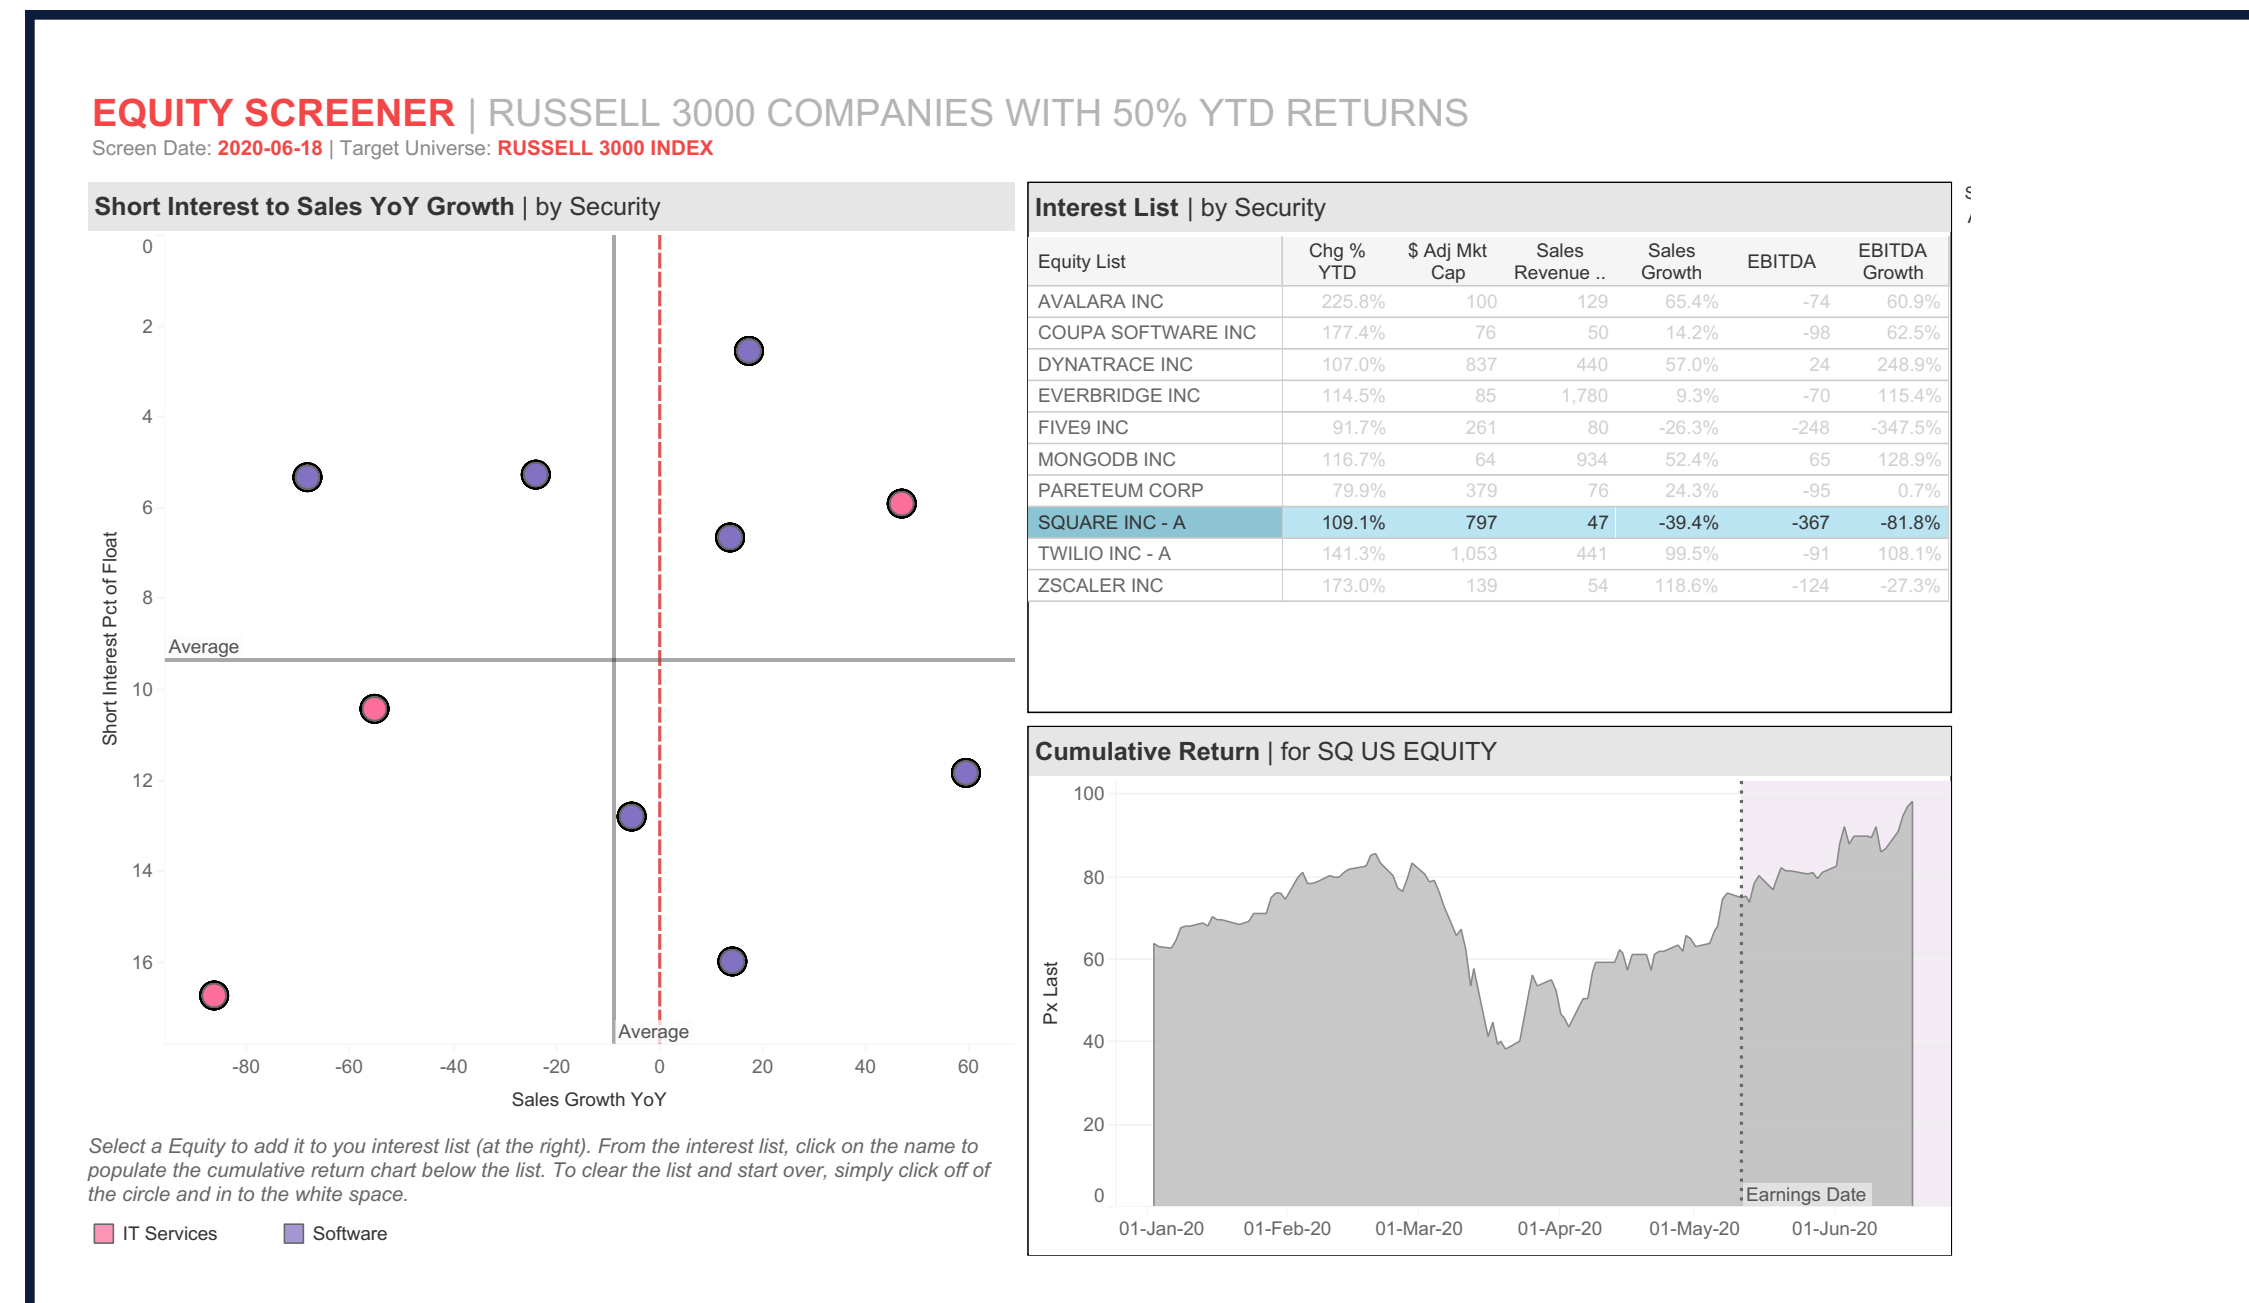 EQUITY SCREENER | RUSSELL 3000 COMPANIES WITH 50% YTD RETURNS
Screen Date: 2020-06-18 | Target Universe: RUSSELL 3000 INDEX
Short Interest to Sales YoY Growth | by Security
0
2
4
6
8
10
12
14
16
Short Interest Pct of Float
Average
Average
-80 -60 -40 -20 0 20 40 60
Sales Growth YoY
Select a Equity to add it to you interest list (at the right). From the interest list, click on the name to
populate the cumulative return chart below the list. To clear the list and start over, simply click off of
the circle and in to the white space.
IT Services Software
Interest List | by Security
Equity List Chg % YTD $ Adj Mkt Cap Sales Revenue .. Sales Growth EBITDA EBITDA Growth
AVALARA INC 225.8% 100 129 65.4% -74 60.9%
COUPA SOFTWARE INC 177.4% 76 50 14.2% -98 62.5%
DYNATRACE INC 107.0% 837 440 57.0% 24 248.9%
EVERBRIDGE INC 114.5% 85 1,780 9.3% -70 115.4%
FIVE9 INC 91.7% 261 80 -26.3% -248 -347.5%
MONGODB INC 116.7% 64 934 52.4% 65 128.9%
PARETEUM CORP 79.9% 379 76 24.3% -95 0.7%
SQUARE INC - A 109.1% 797 47 -39.4% -367 -81.8%
TWILIO INC - A 141.3% 1,053 441 99.5% -91 108.1%
ZSCALER INC 173.0% 139 54 118.6% -124 -27.3%
Cumulative Return | for SQ US EQUITY
100
80
60
40
20
0
Px Last
Earnings Date
01-Jan-20 01-Feb-20 01-Mar-20 01-Apr-20 01-May-20 01-Jun-20